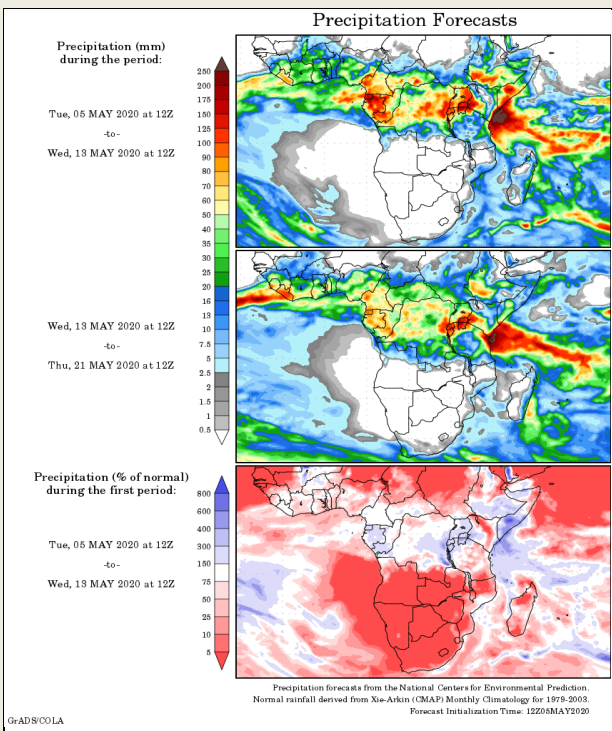 Precipitation Forecasts
Precipitation (mm)
during the period:
Tue, 05 MAY 2020 at 12Z
-to-
Wed, 13 MAY 2020 at 12Z
250
200
175
150
125
100
90
80
70
60
50
40
35
30
25
20
16
13
10
7.5
5
2.5
2
1.5
1
0.5
Wed, 13 MAY 2020 at 12Z
-to-
Thu, 21 MAY 2020 at 12Z
Precipitation (% of normal)
during the first period:
Tue, 05 MAY 2020 at 12Z
-to-
Wed, 13 MAY 2020 at 12Z
800
600
400
300
150
75
50
25
10
5
Precipitation forecasts from the National Centers for Environmental Prediction.
Normal rainfall derived from Xie-Arkin (CMAP) Monthly Climatology for 1979-2003.
Forecast Initialization Time: 12Z05MAY2020
GrADS/COLA